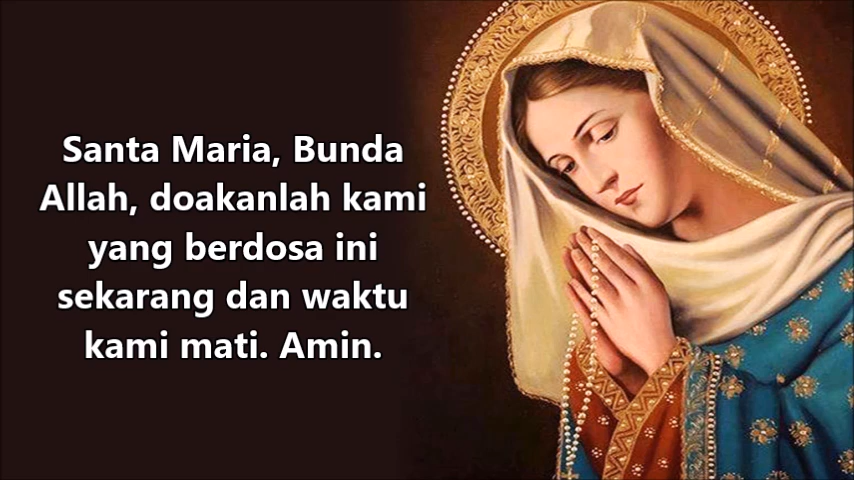 Santa Maria, Bunda
Allah, doakanlah kami
yang berdosa ini
sekarang dan waktu
kami mati. Amin.